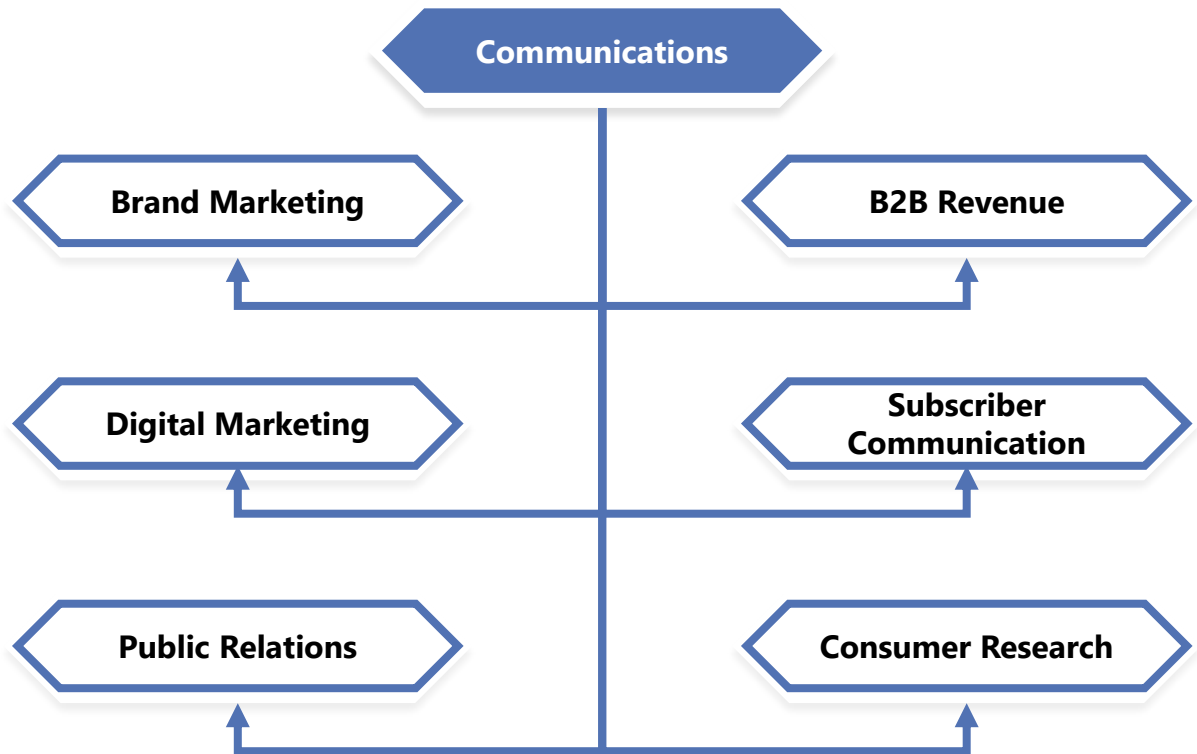 Communications
Brand Marketing
B2B Revenue
Digital Marketing
Subscriber
Communication
Public Relations
Consumer Research